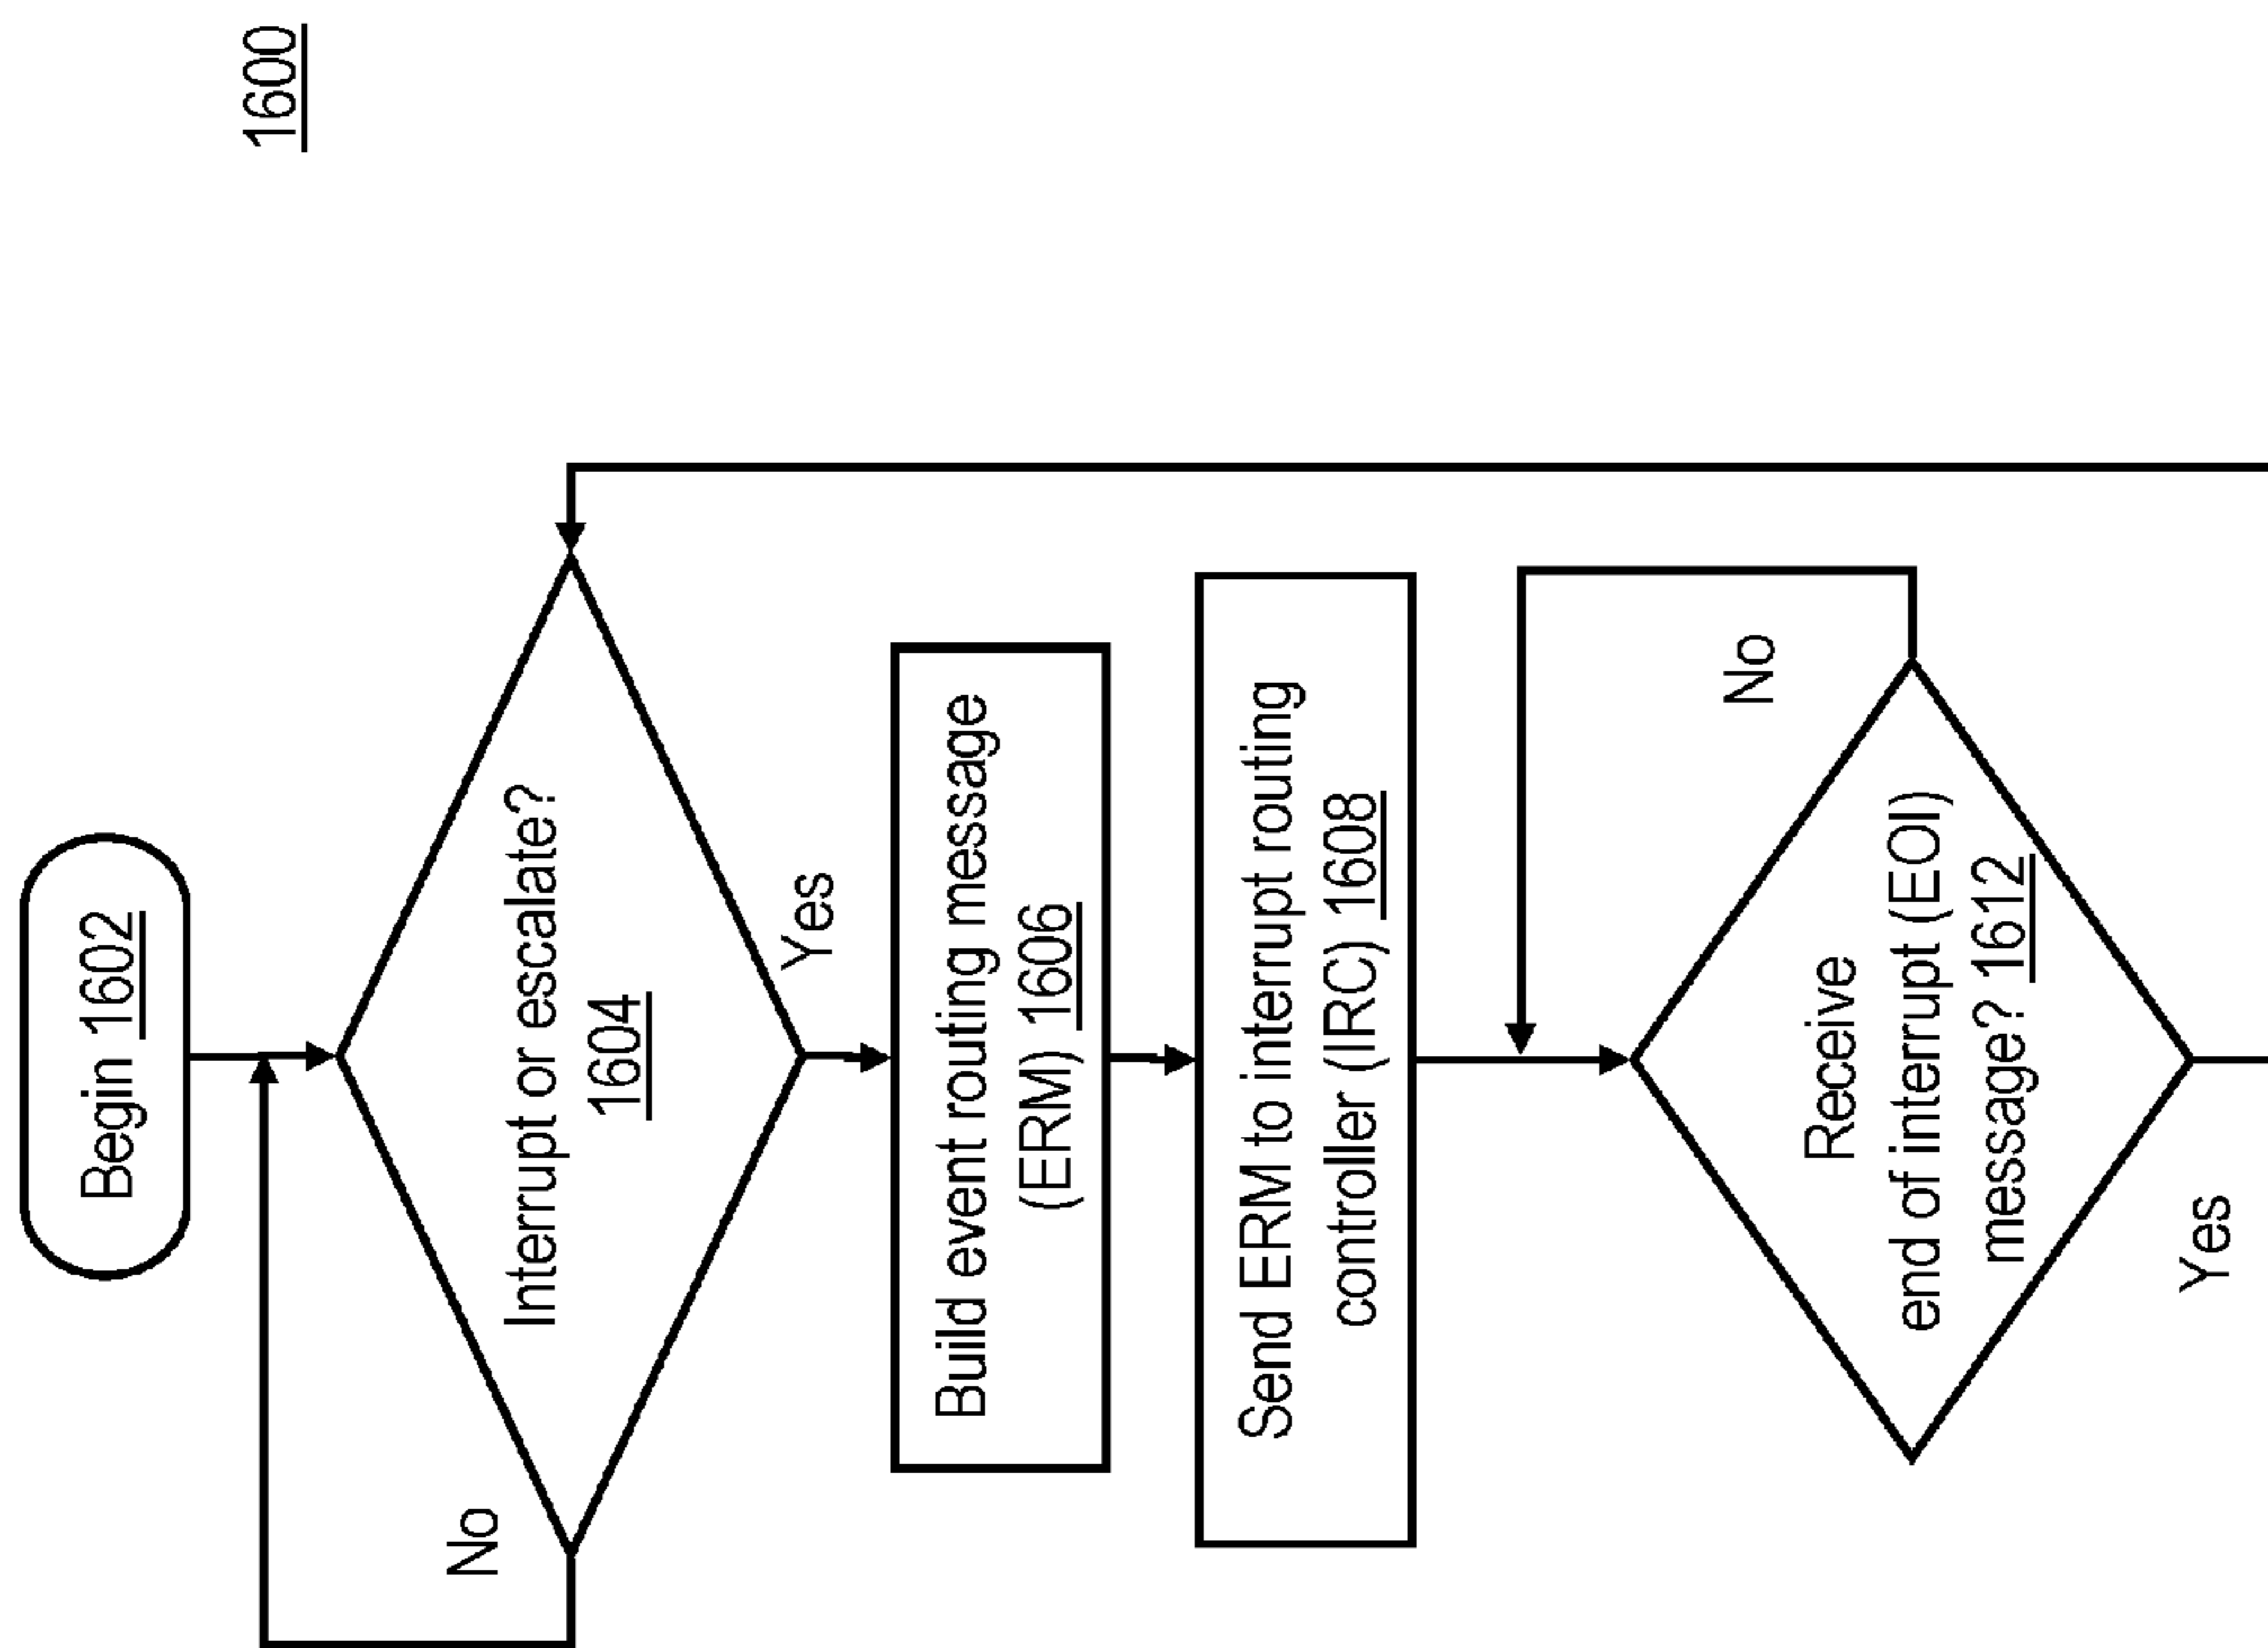 1600
Begin 1602
Interrupt or escalate?
1604
No
Yes
Build event routing message
(ERM) 1606
Send ERM to interrupt routing
controller (IRC) 1608
No
Receive
end of interrupt (EOI)
message? 1612
Yes